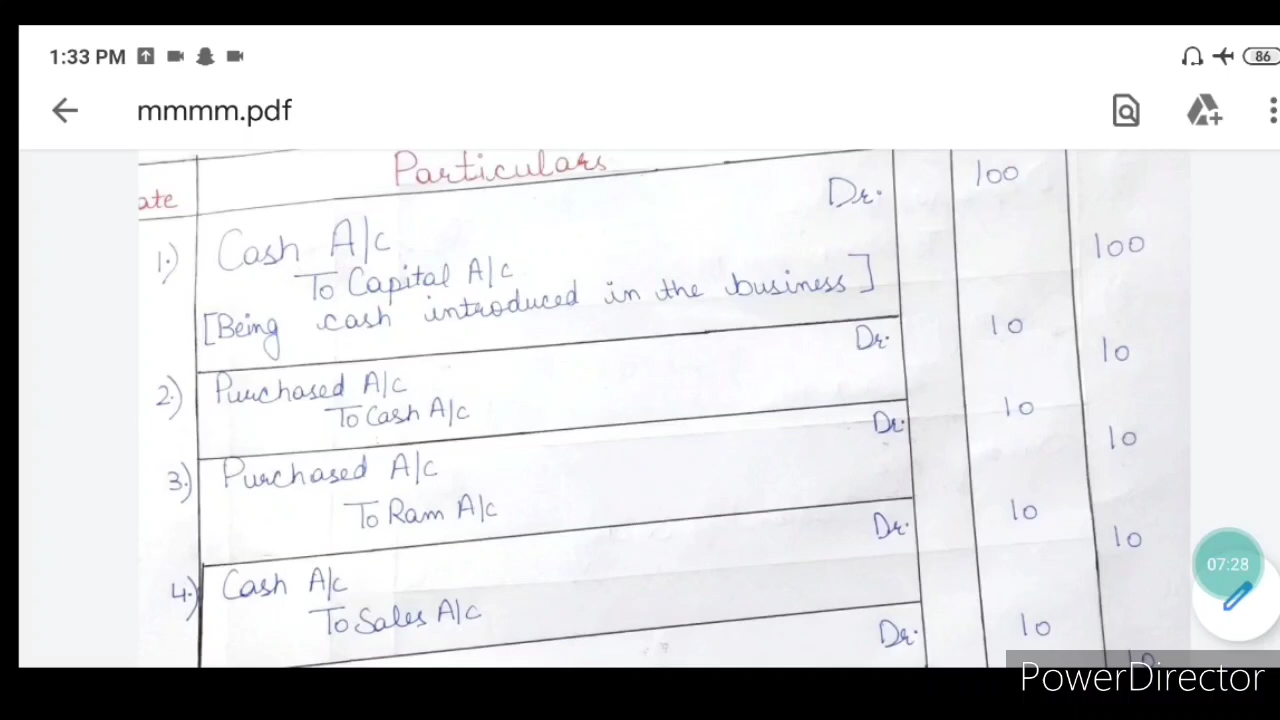 1:33 PM 86
mmmm.pdf
ate Particulars
1.) Cash A/c Dr. 100
To Capital A/c 100
[Being cash introduced in the business]
2.) Purchased A/c Dr. 10
To Cash A/c 10
3.) Purchased A/c Dr. 10
To Ram A/c 10
4.) Cash A/c Dr. 10
To Sales A/c 10
Dr. 10
10
07:28
PowerDirector